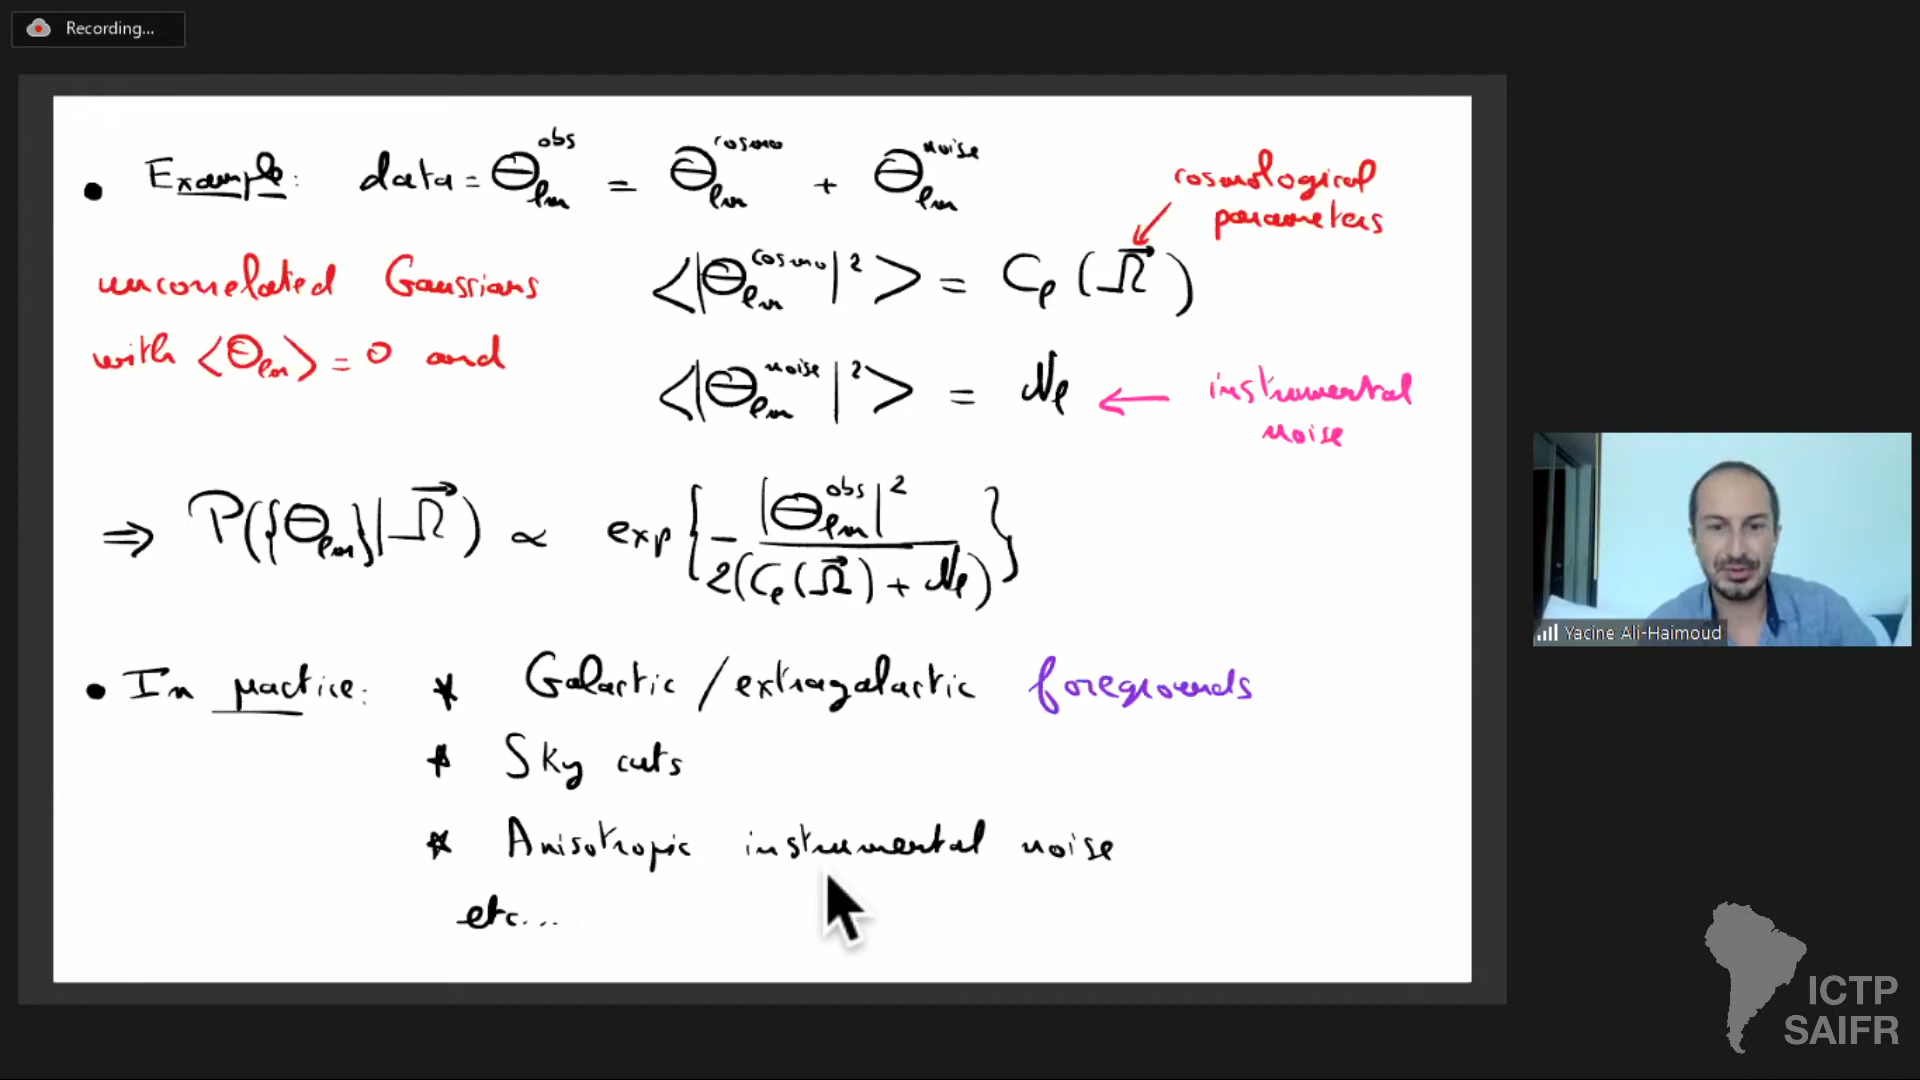 Recording...
• Example: data = Θ_lm^obs = Θ_lm^cosmo + Θ_lm^noise
cosmological
parameters
uncorrelated Gaussians
with <Θ_lm> = 0 and
<|Θ_lm^cosmo|²> = C_l(Ω⃗)
<|Θ_lm^noise|²> = N_l ← instrumental
noise
⇒ P({Θ_lm}|Ω⃗) ∝ exp{ - |Θ_lm^obs|² / 2(C_l(Ω⃗) + N_l) }
• In practice: * Galactic / extragalactic foregrounds
* Sky cuts
* Anisotropic instrumental noise
etc...
Yacine Ali-Haimoud
ICTP
SAIFR